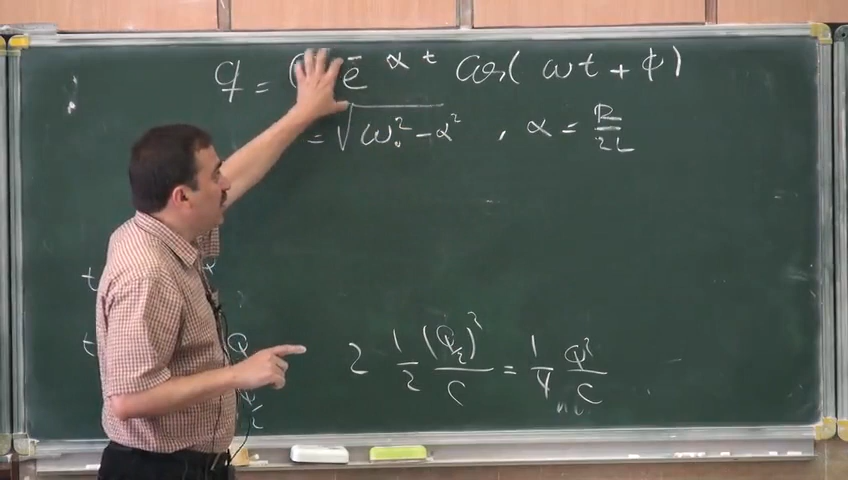 q = e^{-αt} cos(ωt + φ)
= √(ω₀² - α²) , α = R/2L
t
t Q
2 1/2 (Q/2)²/C = 1/4 Q²/C